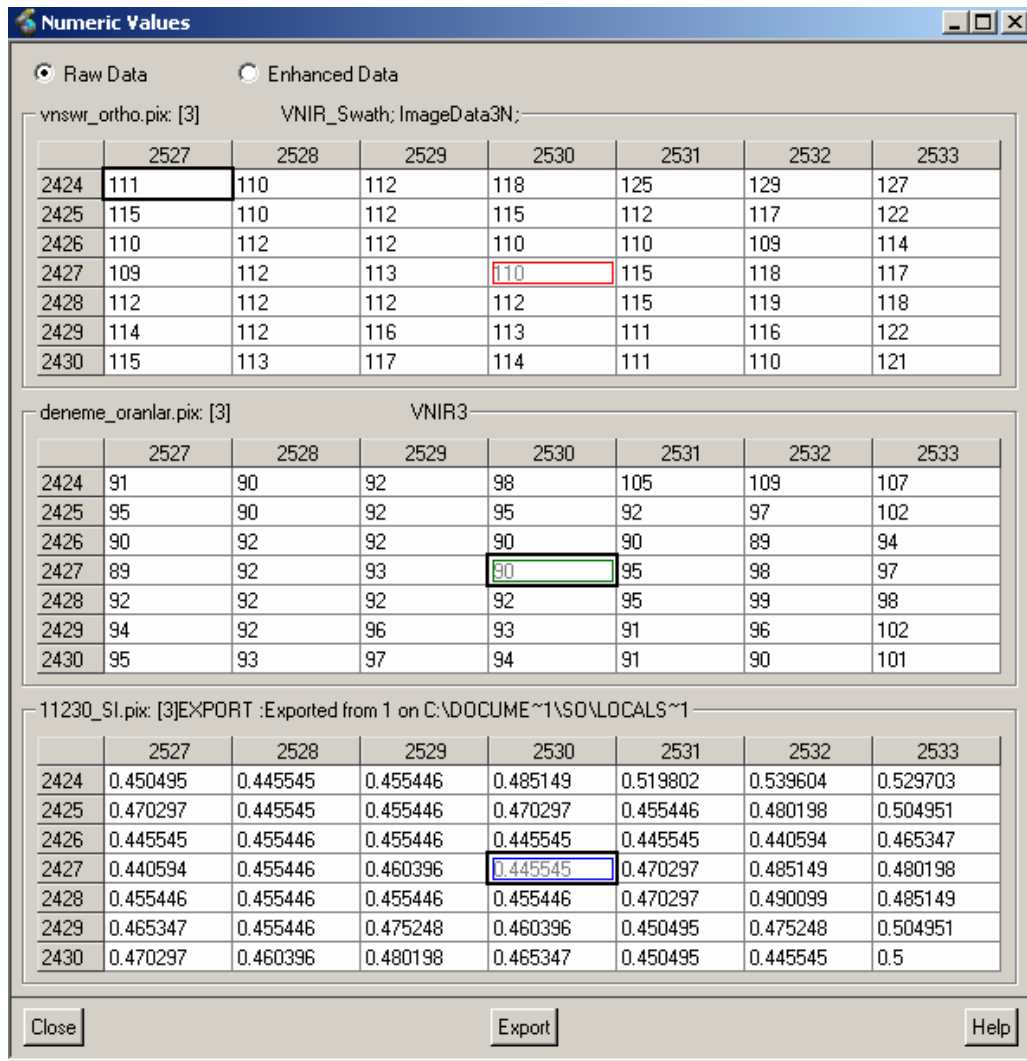 Numeric Values
Raw Data Enhanced Data
vnswr_ortho.pix: [3] VNIR_Swath; ImageData3N;
2527 2528 2529 2530 2531 2532 2533
2424 111 110 112 118 125 129 127
2425 115 110 112 115 112 117 122
2426 110 112 112 110 110 109 114
2427 109 112 113 110 115 118 117
2428 112 112 112 112 115 119 118
2429 114 112 116 113 111 116 122
2430 115 113 117 114 111 110 121
deneme_oranlar.pix: [3] VNIR3
2527 2528 2529 2530 2531 2532 2533
2424 91 90 92 98 105 109 107
2425 95 90 92 95 92 97 102
2426 90 92 92 90 90 89 94
2427 89 92 93 90 95 98 97
2428 92 92 92 92 95 99 98
2429 94 92 96 93 91 96 102
2430 95 93 97 94 91 90 101
11230_SI.pix: [3]EXPORT :Exported from 1 on C:\DOCUME~1\SO\LOCALS~1
2527 2528 2529 2530 2531 2532 2533
2424 0.450495 0.445545 0.455446 0.485149 0.519802 0.539604 0.529703
2425 0.470297 0.445545 0.455446 0.470297 0.455446 0.480198 0.504951
2426 0.445545 0.455446 0.455446 0.445545 0.445545 0.440594 0.465347
2427 0.440594 0.455446 0.460396 0.445545 0.470297 0.485149 0.480198
2428 0.455446 0.455446 0.455446 0.455446 0.470297 0.490099 0.485149
2429 0.465347 0.455446 0.475248 0.460396 0.450495 0.475248 0.504951
2430 0.470297 0.460396 0.480198 0.465347 0.450495 0.445545 0.5
Close Export Help